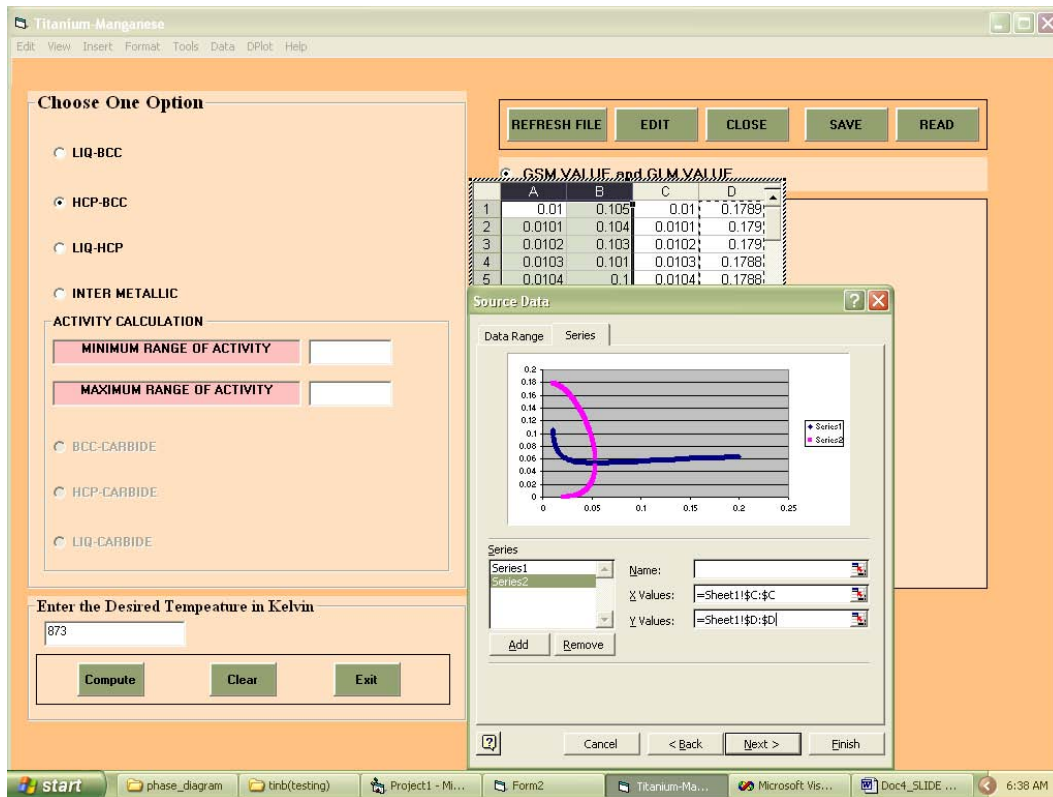 Titanium-Manganese
Edit View Insert Format Tools Data DPlot Help
Choose One Option
LIQ-BCC
HCP-BCC
LIQ-HCP
INTER METALLIC
ACTIVITY CALCULATION
MINIMUM RANGE OF ACTIVITY
MAXIMUM RANGE OF ACTIVITY
BCC-CARBIDE
HCP-CARBIDE
LIQ-CARBIDE
Enter the Desired Tempeature in Kelvin
873
Compute Clear Exit
REFRESH FILE EDIT CLOSE SAVE READ
GSM VALUE and GLM VALUE
A B C D
1 0.01 0.105 0.01 0.1789
2 0.0101 0.104 0.0101 0.179
3 0.0102 0.103 0.0102 0.179
4 0.0103 0.101 0.0103 0.1788
5 0.0104 0.1 0.0104 0.1788
Source Data
Data Range Series
0.2
0.18
0.16
0.14
0.12
0.1
0.08
0.06
0.04
0.02
0
0 0.05 0.1 0.15 0.2 0.25
Series1
Series2
Series
Series1
Series2
Name:
X Values: =Sheet1!$C:$C
Y Values: =Sheet1!$D:$D
Add Remove
Cancel < Back Next > Finish
start phase_diagram tinb(testing) Project1 - Mi... Form2 Titanium-Ma... Microsoft Vis... Doc4_SLIDE ... 6:38 AM